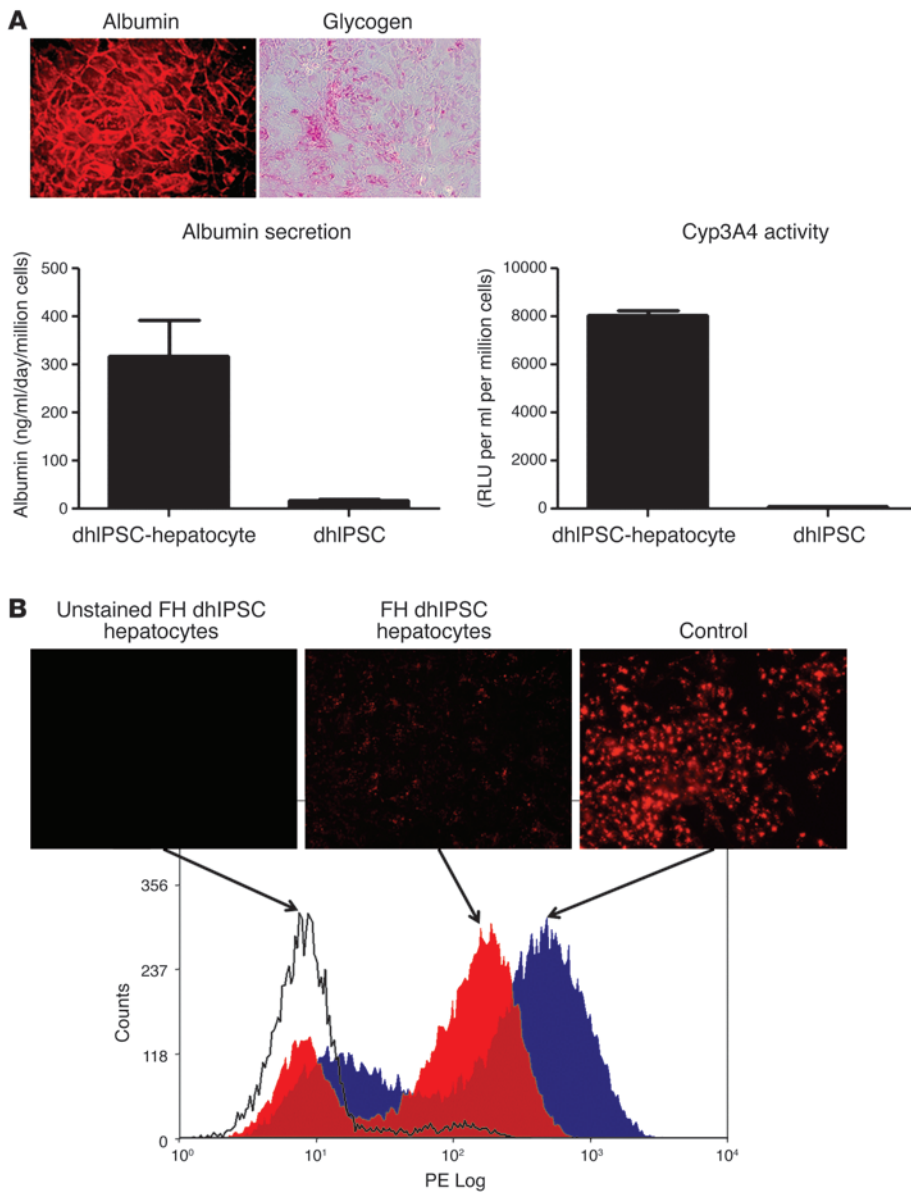 A
Albumin
Glycogen
Albumin secretion
Albumin (ng/ml/day/million cells)
500
400
300
200
100
0
dhIPSC-hepatocyte
dhIPSC
Cyp3A4 activity
(RLU per ml per million cells)
10000
8000
6000
4000
2000
0
dhIPSC-hepatocyte
dhIPSC
B
Unstained FH dhIPSC
hepatocytes
FH dhIPSC
hepatocytes
Control
Counts
356
237
118
0
10⁰
10¹
10²
10³
10⁴
PE Log